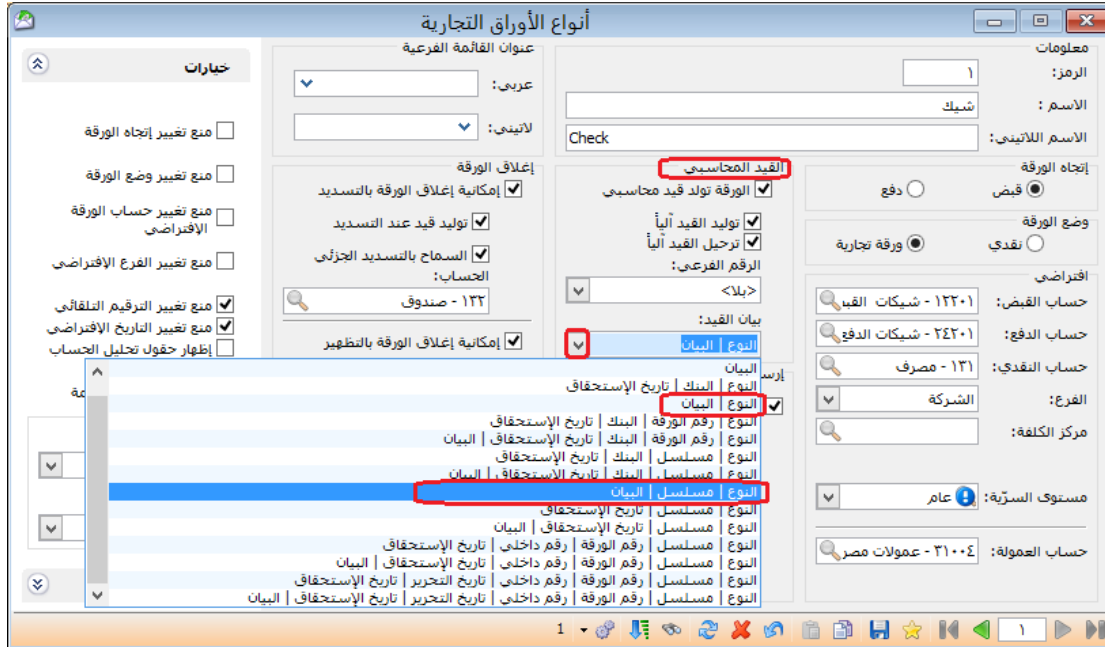 أنواع الأوراق التجارية
معلومات
الرمز:
١
الاسم :
شيك
الاسم اللاتيني:
Check
إتجاه الورقة
قبض
دفع
وضع الورقة
نقدي
ورقة تجارية
افتراضي
حساب القبض:
١٢٢٠١ - شيكات القبض
حساب الدفع:
٢٤٢٠١ - شيكات الدفع
حساب النقدي:
١٣١ - مصرف
الفرع:
الشركة
مركز الكلفة:
مستوى السرّية:
عام
حساب العمولة:
٣١٠٠٤ - عمولات مصر
عنوان القائمة الفرعية
عربي:
لاتيني:
القيد المحاسبي
الورقة تولد قيد محاسبي
توليد القيد آلياً
ترحيل القيد آلياً
الرقم الفرعي:
<بلا>
بيان القيد:
النوع | البيان
إغلاق الورقة
إمكانية إغلاق الورقة بالتسديد
توليد قيد عند التسديد
السماح بالتسديد الجزئي
الحساب:
١٣٢ - صندوق
إمكانية إغلاق الورقة بالتظهير
البيان
النوع | البنك | تاريخ الإستحقاق
النوع | البيان
النوع | رقم الورقة | البنك | تاريخ الإستحقاق
النوع | رقم الورقة | البنك | تاريخ الإستحقاق | البيان
النوع | مسلسل | البنك | تاريخ الإستحقاق
النوع | مسلسل | البنك | تاريخ الإستحقاق | البيان
النوع | مسلسل | البيان
النوع | مسلسل | تاريخ الإستحقاق
النوع | مسلسل | تاريخ الإستحقاق | البيان
النوع | مسلسل | رقم الورقة | رقم داخلي | تاريخ الإستحقاق
النوع | مسلسل | رقم الورقة | رقم داخلي | تاريخ الإستحقاق | البيان
النوع | مسلسل | رقم الورقة | رقم داخلي | تاريخ التحرير | تاريخ الإستحقاق
النوع | مسلسل | رقم الورقة | رقم داخلي | تاريخ التحرير | تاريخ الإستحقاق | البيان
خيارات
منع تغيير إتجاه الورقة
منع تغيير وضع الورقة
منع تغيير حساب الورقة
الإفتراضي
منع تغيير الفرع الإفتراضي
منع تغيير الترقيم التلقائي
منع تغيير التاريخ الإفتراضي
إظهار حقول تحليل الحساب
1
١